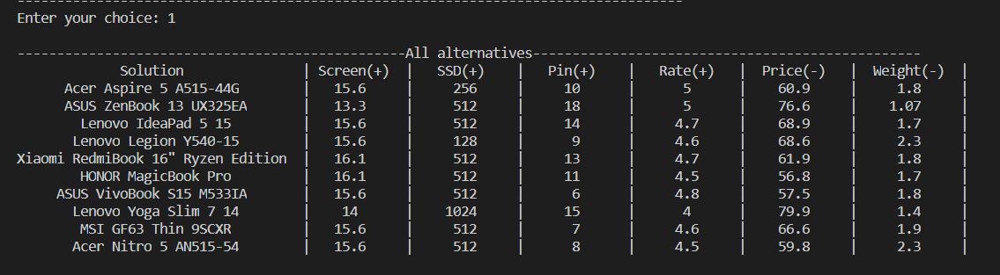 --------------------------------------------------------------------------------
Enter your choice: 1
----------------------------------------------All alternatives----------------------------------------------
Solution | Screen(+) | SSD(+) | Pin(+) | Rate(+) | Price(-) | Weight(-) |
Acer Aspire 5 A515-44G | 15.6 | 256 | 10 | 5 | 60.9 | 1.8 |
ASUS ZenBook 13 UX325EA | 13.3 | 512 | 18 | 5 | 76.6 | 1.07 |
Lenovo IdeaPad 5 15 | 15.6 | 512 | 14 | 4.7 | 68.9 | 1.7 |
Lenovo Legion Y540-15 | 15.6 | 128 | 9 | 4.6 | 68.6 | 2.3 |
Xiaomi RedmiBook 16" Ryzen Edition | 16.1 | 512 | 13 | 4.7 | 61.9 | 1.8 |
HONOR MagicBook Pro | 16.1 | 512 | 11 | 4.5 | 56.8 | 1.7 |
ASUS VivoBook S15 M533IA | 15.6 | 512 | 6 | 4.8 | 57.5 | 1.8 |
Lenovo Yoga Slim 7 14 | 14 | 1024 | 15 | 4 | 79.9 | 1.4 |
MSI GF63 Thin 9SCXR | 15.6 | 512 | 7 | 4.6 | 66.6 | 1.9 |
Acer Nitro 5 AN515-54 | 15.6 | 512 | 8 | 4.5 | 59.8 | 2.3 |